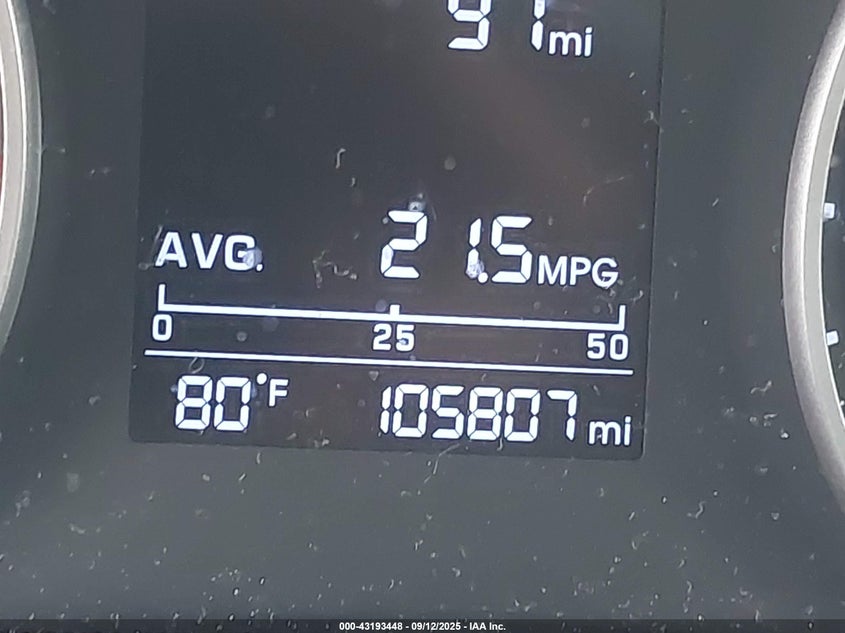 91 mi
AVG. 21.5 MPG
0 25 50
80°F 105807 mi
000-43193448 - 09/12/2025 - IAA Inc.